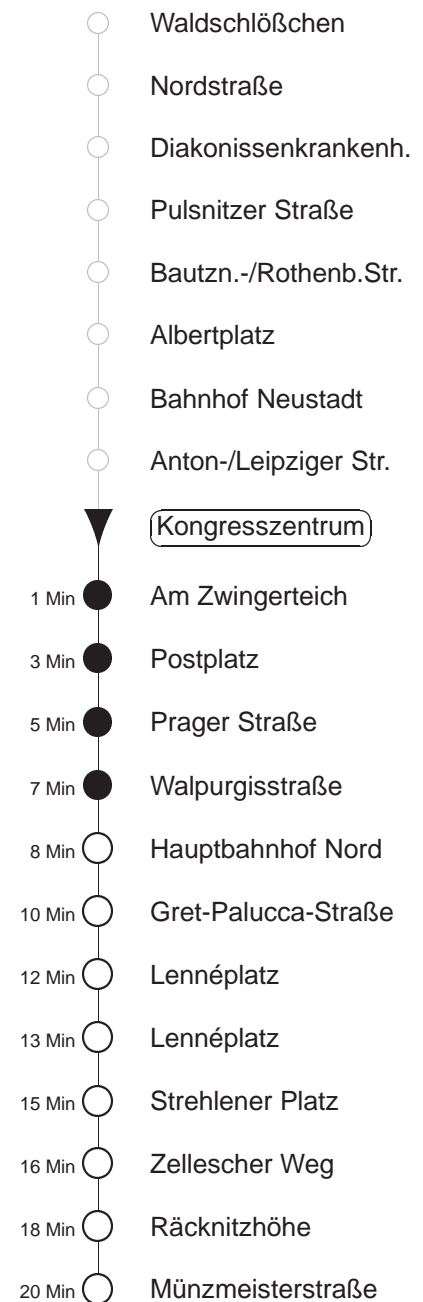 Waldschlößchen
Nordstraße
Diakonissenkrankenh.
Pulsnitzer Straße
Bautzn.-/Rothenb.Str.
Albertplatz
Bahnhof Neustadt
Anton-/Leipziger Str.
Kongresszentrum
1 Min Am Zwingerteich
3 Min Postplatz
5 Min Prager Straße
7 Min Walpurgisstraße
8 Min Hauptbahnhof Nord
10 Min Gret-Palucca-Straße
12 Min Lennéplatz
13 Min Lennéplatz
15 Min Strehlener Platz
16 Min Zellescher Weg
18 Min Räcknitzhöhe
20 Min Münzmeisterstraße